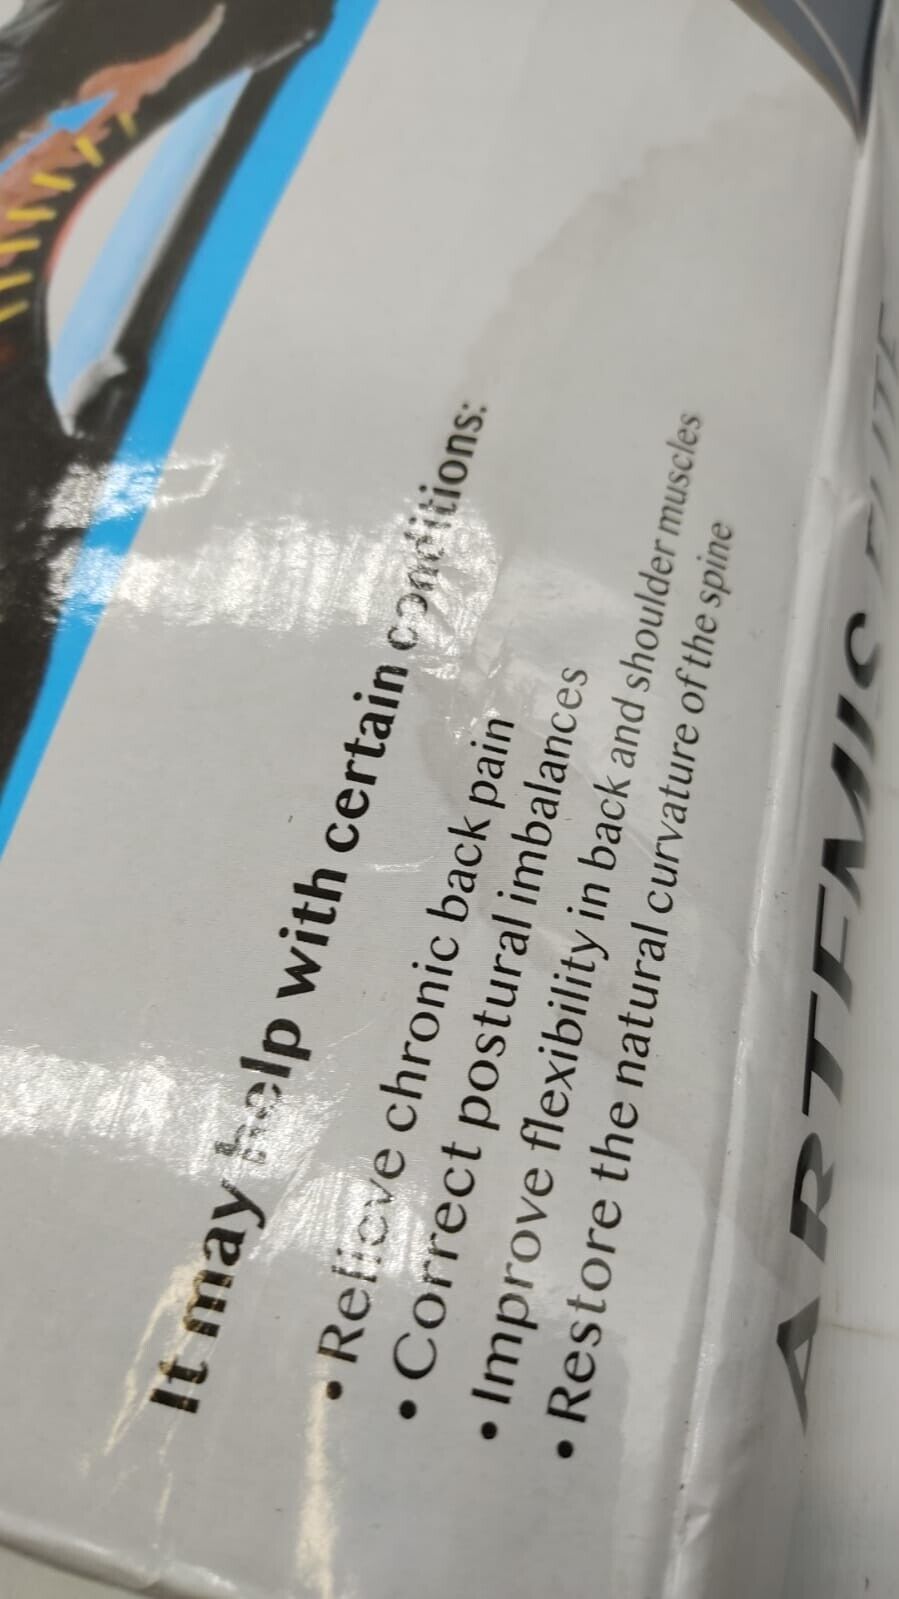 It may help with certain conditions:
• Relieve chronic back pain
• Correct postural imbalances
• Improve flexibility in back and shoulder muscles
• Restore the natural curvature of the spine
ARTEMIS